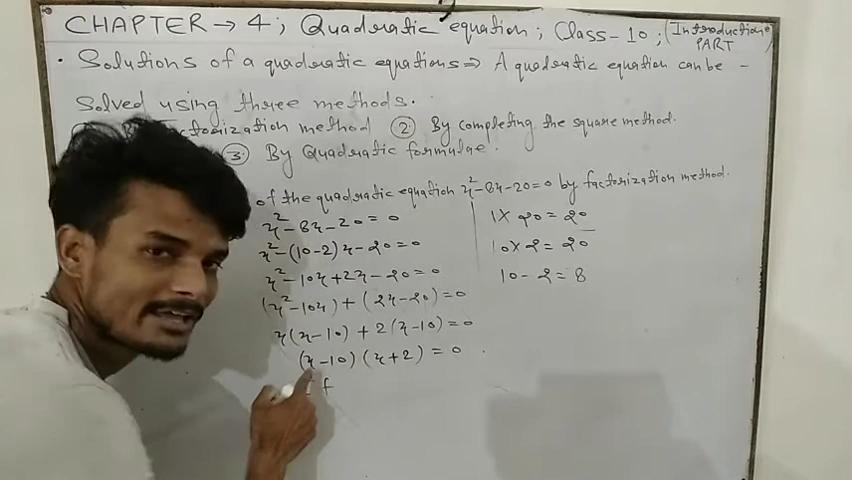 CHAPTER → 4 ; Quadratic equation ; Class-10 ; (Introduction PART)
• Solutions of a quadratic equations ⇒ A quadratic equation can be -
Solved using three methods.
method ② By completing the square method.
③ By Quadratic formulae.
of the quadratic equation x²-8x-20=0 by factorization method.
x²-8x-20=0
x²-(10-2)x-20=0
x²-10x+2x-20=0
(x²-10x)+(2x-20)=0
x(x-10)+2(x-10)=0
(x-10)(x+2)=0
If
1×20=20
10×2=20
10-2=8